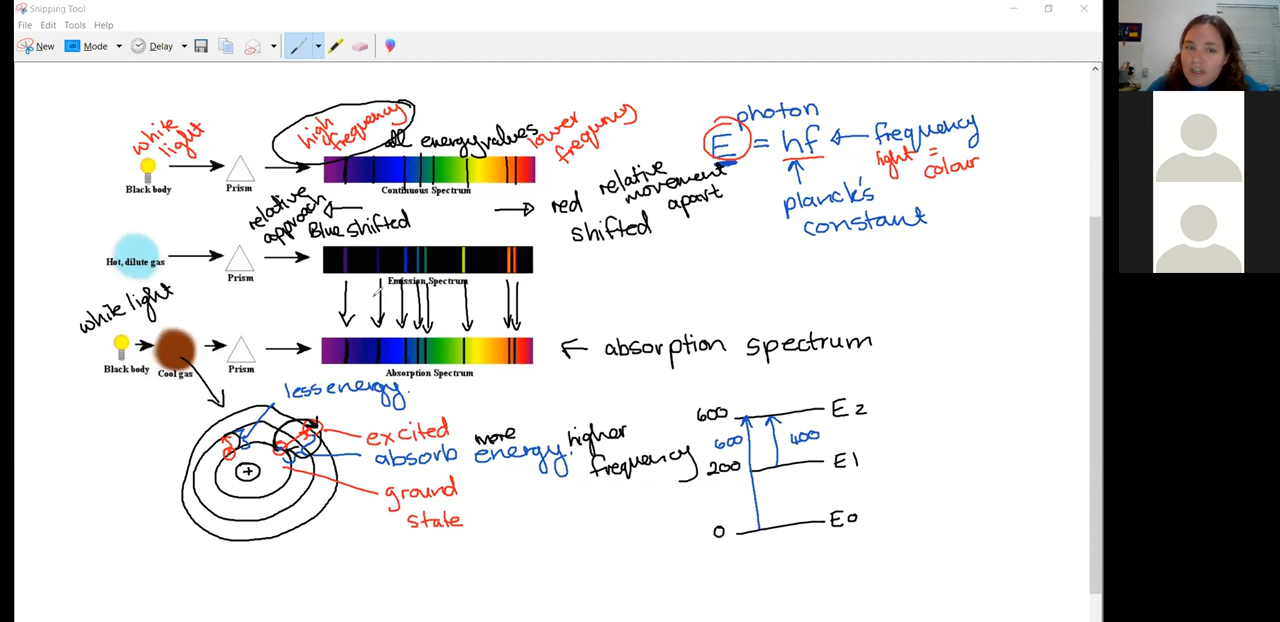 Snipping Tool
File Edit Tools Help
New Mode Delay
white
light
high
frequency
all energy values
lower
frequency
photon
E = hf ← frequency
light =
colour
planck's
constant
Black body
Prism
Continuous Spectrum
relative
approach
Blue shifted
red
shifted
relative
movement
apart
Hot, dilute gas
Prism
Emission Spectrum
white light
Black body
Cool gas
Prism
Absorption Spectrum
← absorption spectrum
less energy.
excited
absorb more energy. higher
frequency
ground
state
+
600 E2
600 400
200 E1
0 E0